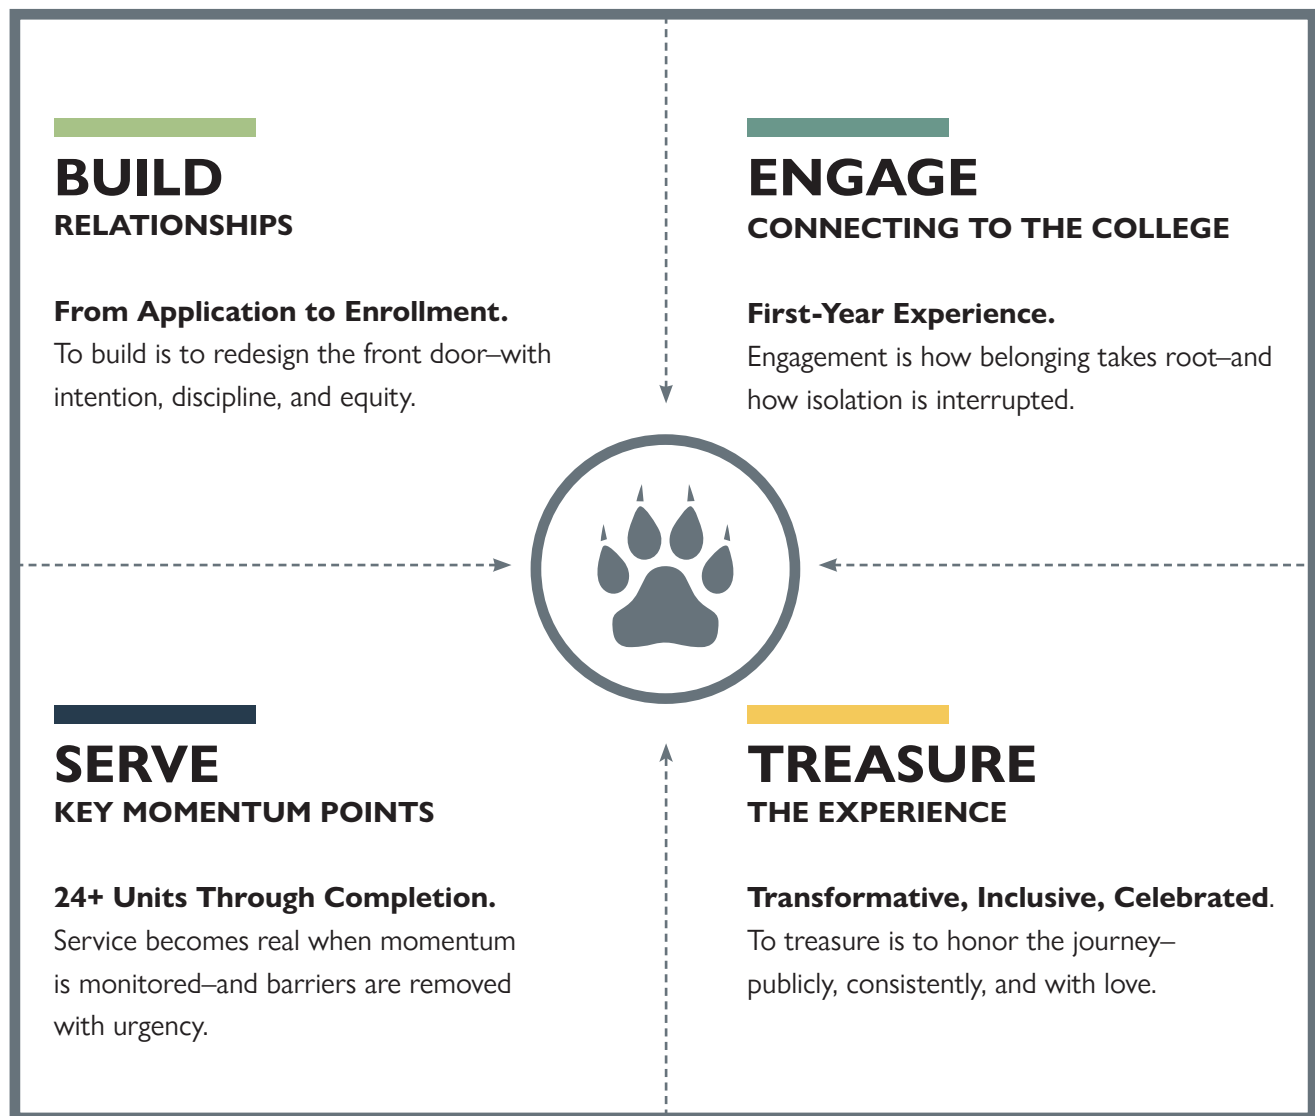 BUILD
RELATIONSHIPS
From Application to Enrollment.
To build is to redesign the front door–with
intention, discipline, and equity.
ENGAGE
CONNECTING TO THE COLLEGE
First-Year Experience.
Engagement is how belonging takes root–and
how isolation is interrupted.
SERVE
KEY MOMENTUM POINTS
24+ Units Through Completion.
Service becomes real when momentum
is monitored–and barriers are removed
with urgency.
TREASURE
THE EXPERIENCE
Transformative, Inclusive, Celebrated.
To treasure is to honor the journey–
publicly, consistently, and with love.